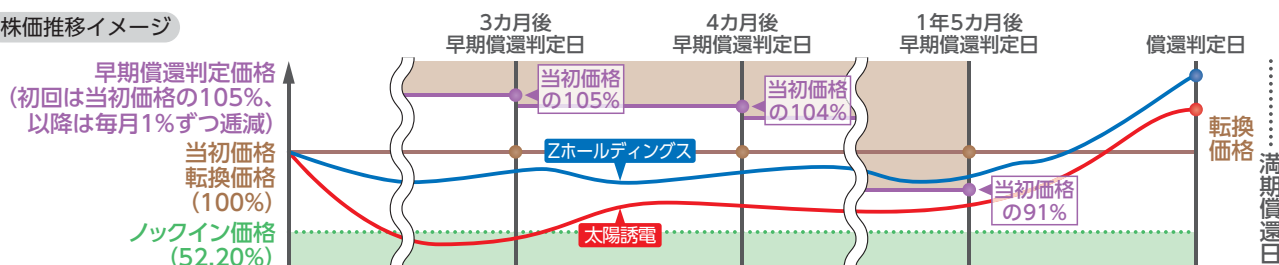 株価推移イメージ
3カ月後
早期償還判定日
4カ月後
早期償還判定日
1年5カ月後
早期償還判定日
償還判定日
早期償還判定価格
(初回は当初価格の105%、
以降は毎月1%ずつ逓減)
当初価格
の105%
当初価格
の104%
当初価格
転換価格
(100%)
Zホールディングス
転換
価格
当初価格
の91%
ノックイン価格
(52.20%)
太陽誘電
満期償還日